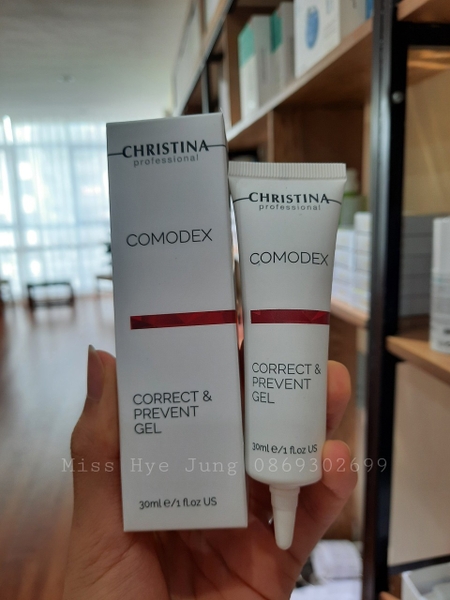 CHRISTINA
professional
COMODEX
CORRECT &
PREVENT
GEL
30ml e/1 fl.oz US
CHRISTINA
professional
COMODEX
CORRECT &
PREVENT
GEL
30ml e/1 fl.oz US
Miss Hye Jung 0869302699